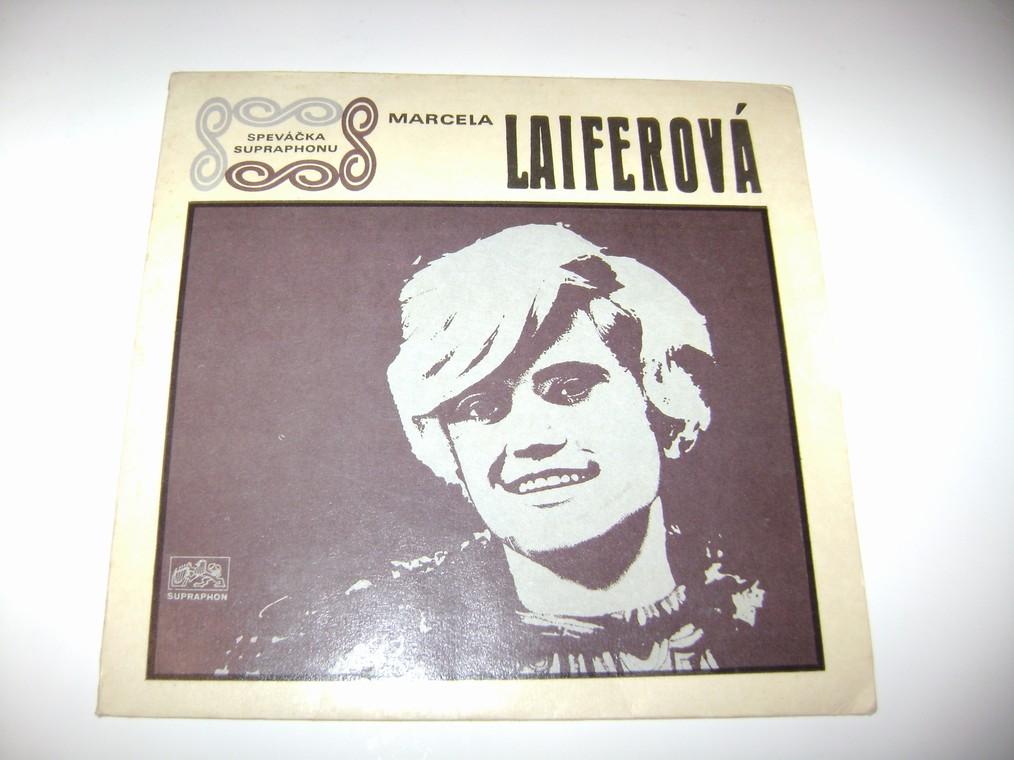 SPEVÁČKA
SUPRAPHONU
MARCELA
LAIFEROVÁ
SUPRAPHON